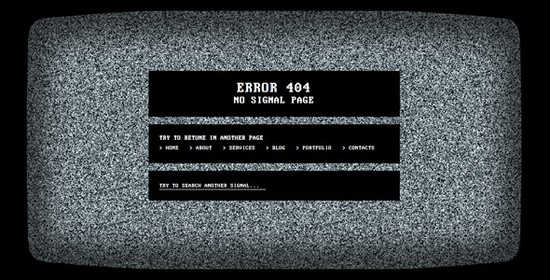 ERROR 404
NO SIGNAL PAGE
TRY TO RETUNE IN ANOTHER PAGE
> HOME > ABOUT > SERVICES > BLOG > PORTFOLIO > CONTACTS
TRY TO SEARCH ANOTHER SIGNAL...